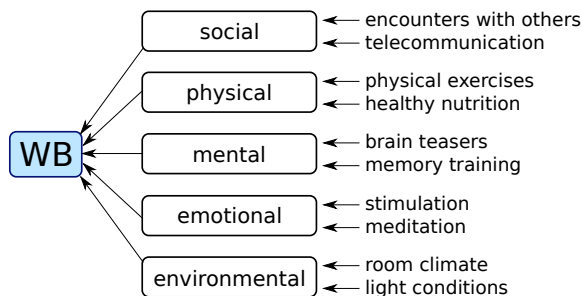 social
encounters with others
telecommunication
physical
physical exercises
healthy nutrition
WB
mental
brain teasers
memory training
emotional
stimulation
meditation
environmental
room climate
light conditions